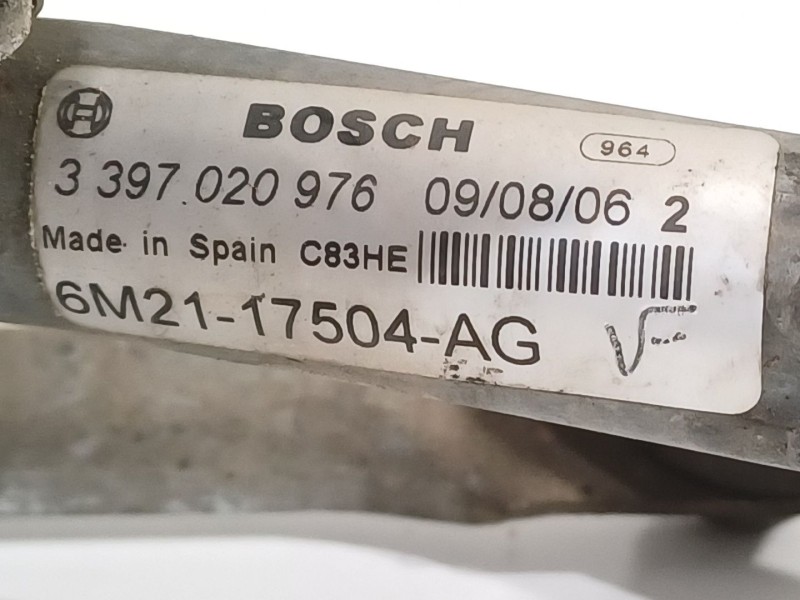 BOSCH
964
3 397 020 976 09/08/06 2
Made in Spain C83HE
6M21-17504-AG